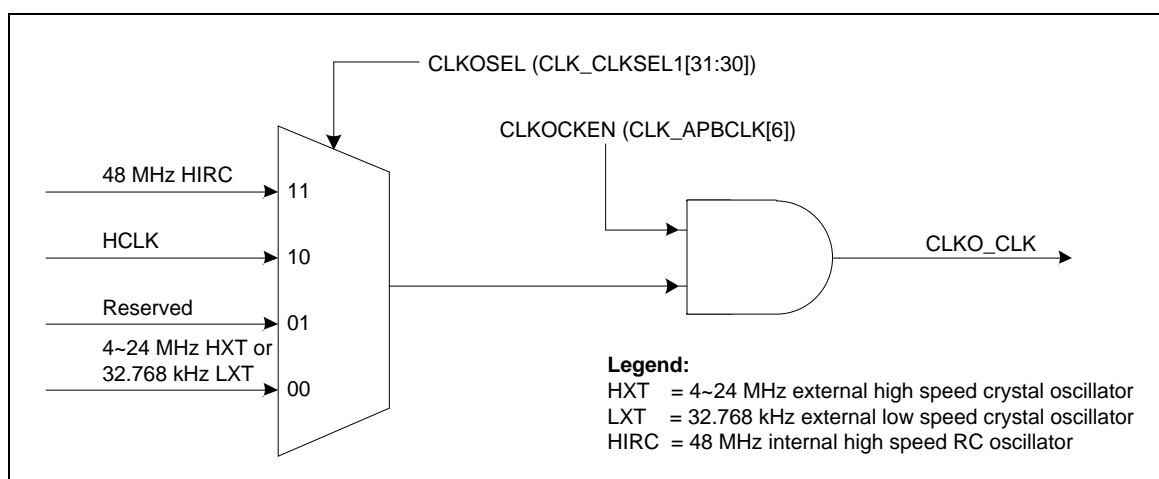 CLKOSEL (CLK_CLKSEL1[31:30])
CLKOCKEN (CLK_APBCLK[6])
48 MHz HIRC
11
HCLK
10
CLKO_CLK
Reserved
01
4~24 MHz HXT or
32.768 kHz LXT
00
Legend:
HXT = 4~24 MHz external high speed crystal oscillator
LXT = 32.768 kHz external low speed crystal oscillator
HIRC = 48 MHz internal high speed RC oscillator